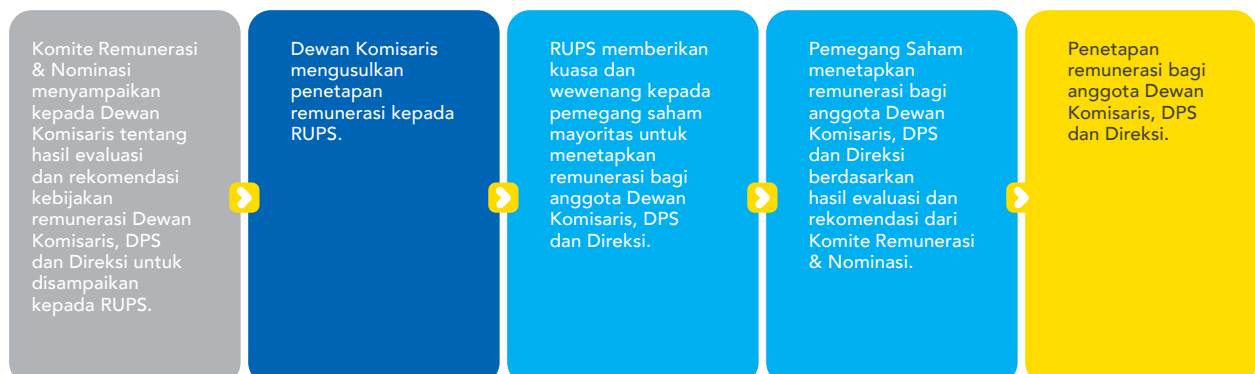 Komite Remunerasi
& Nominasi
menyampaikan
kepada Dewan
Komisaris tentang
hasil evaluasi
dan rekomendasi
kebijakan
remunerasi Dewan
Komisaris, DPS
dan Direksi untuk
disampaikan
kepada RUPS.
Dewan Komisaris
mengusulkan
penetapan
remunerasi kepada
RUPS.
RUPS memberikan
kuasa dan
wewenang kepada
pemegang saham
mayoritas untuk
menetapkan
remunerasi bagi
anggota Dewan
Komisaris, DPS
dan Direksi.
Pemegang Saham
menetapkan
remunerasi bagi
anggota Dewan
Komisaris, DPS
dan Direksi
berdasarkan
hasil evaluasi dan
rekomendasi dari
Komite Remunerasi
& Nominasi.
Penetapan
remunerasi bagi
anggota Dewan
Komisaris, DPS
dan Direksi.